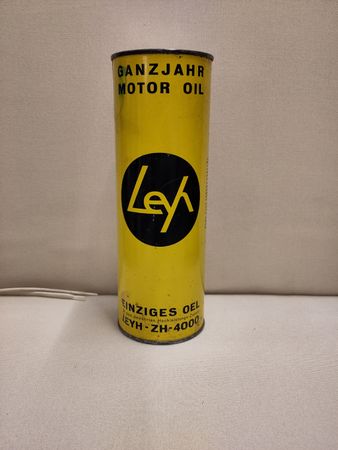 GANZJAHR
MOTOR OIL
Leyh
EINZIGES OEL
LEYH-ZH-4000